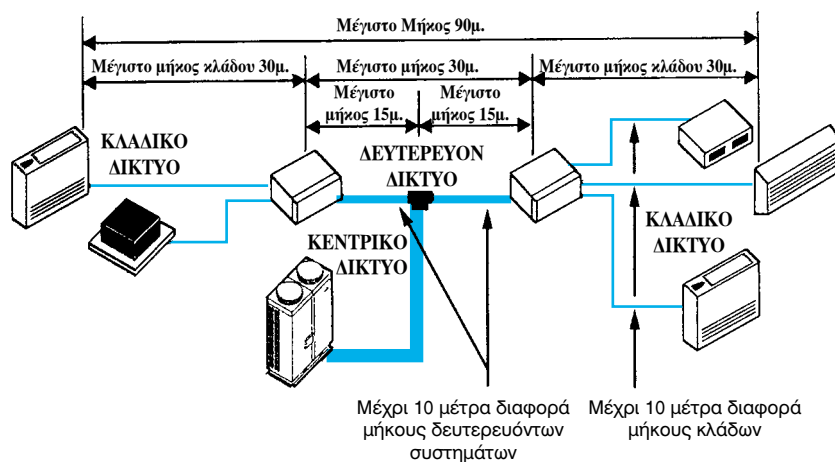 Μέγιστο Μήκος 90μ.
Μέγιστο μήκος κλάδου 30μ.
Μέγιστο μήκος 30μ.
Μέγιστο μήκος κλάδου 30μ.
Μέγιστο
μήκος 15μ.
Μέγιστο
μήκος 15μ.
ΚΛΑΔΙΚΟ
ΔΙΚΤΥΟ
ΔΕΥΤΕΡΕΥΟΝ
ΔΙΚΤΥΟ
ΚΕΝΤΡΙΚΟ
ΔΙΚΤΥΟ
ΚΛΑΔΙΚΟ
ΔΙΚΤΥΟ
Μέχρι 10 μέτρα διαφορά
μήκους δευτερευόντων
συστημάτων
Μέχρι 10 μέτρα διαφορά
μήκους κλάδων